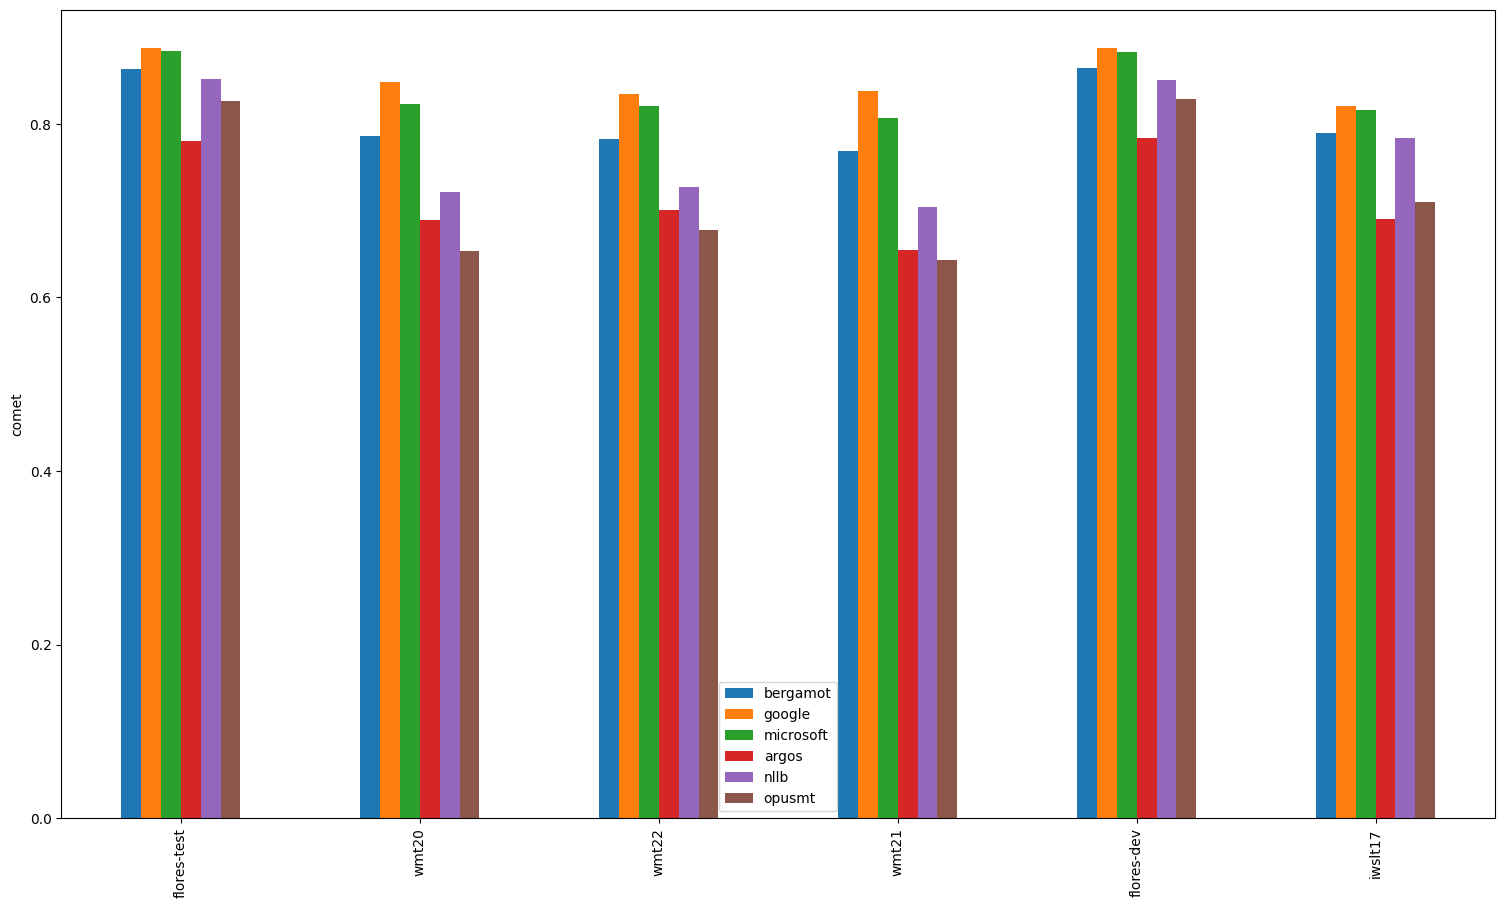 comet
0.8
0.6
0.4
0.2
0.0
bergamot
google
microsoft
argos
nllb
opusmt
flores-test
wmt20
wmt22
wmt21
flores-dev
iwslt17